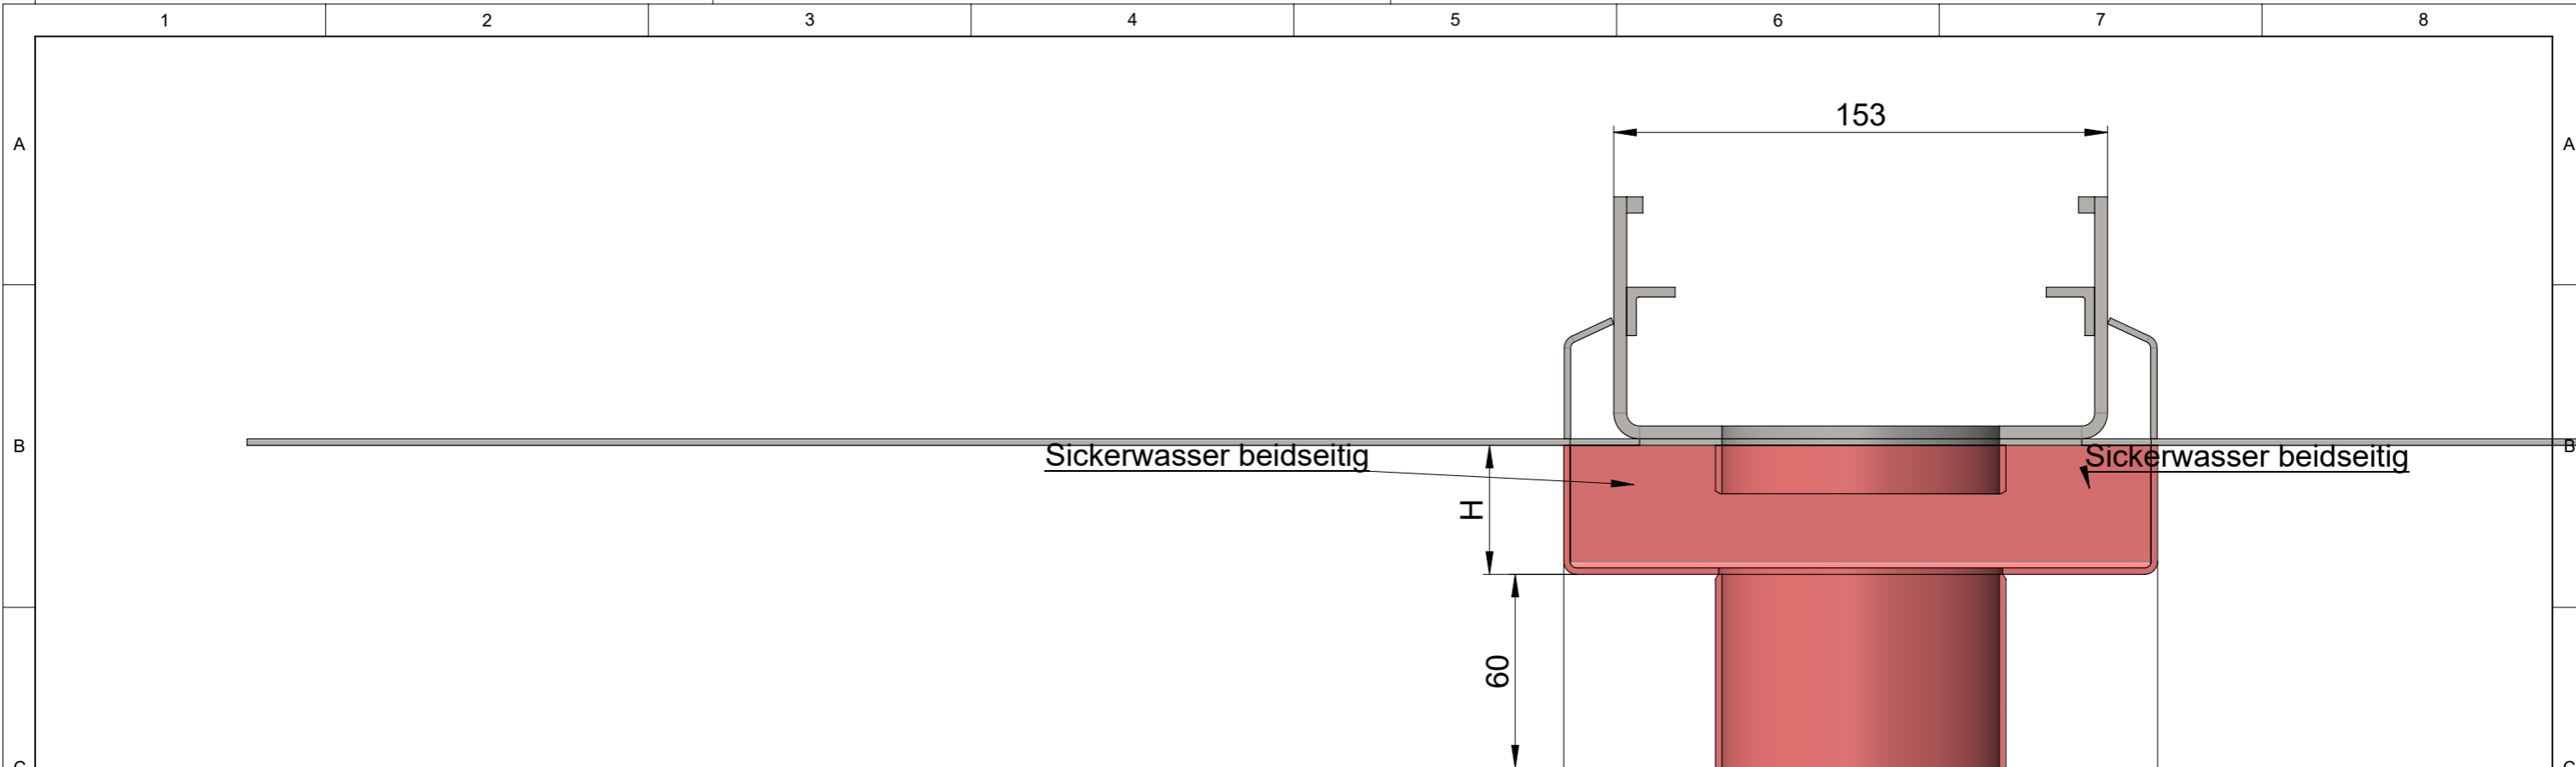 1 2 3 4 5 6 7 8
153
A A
B B
Sickerwasser beidseitig Sickerwasser beidseitig
H
60
C C